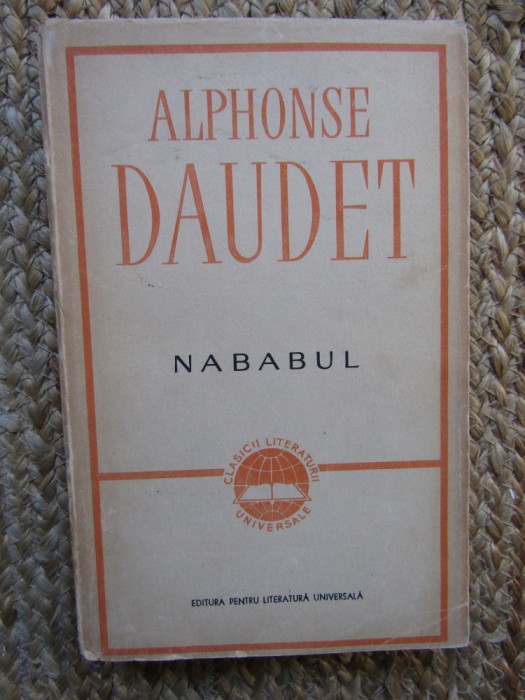 ALPHONSE
DAUDET
NABABUL
CLASICII LITERATURII
UNIVERSALE
EDITURA PENTRU LITERATURĂ UNIVERSALĂ